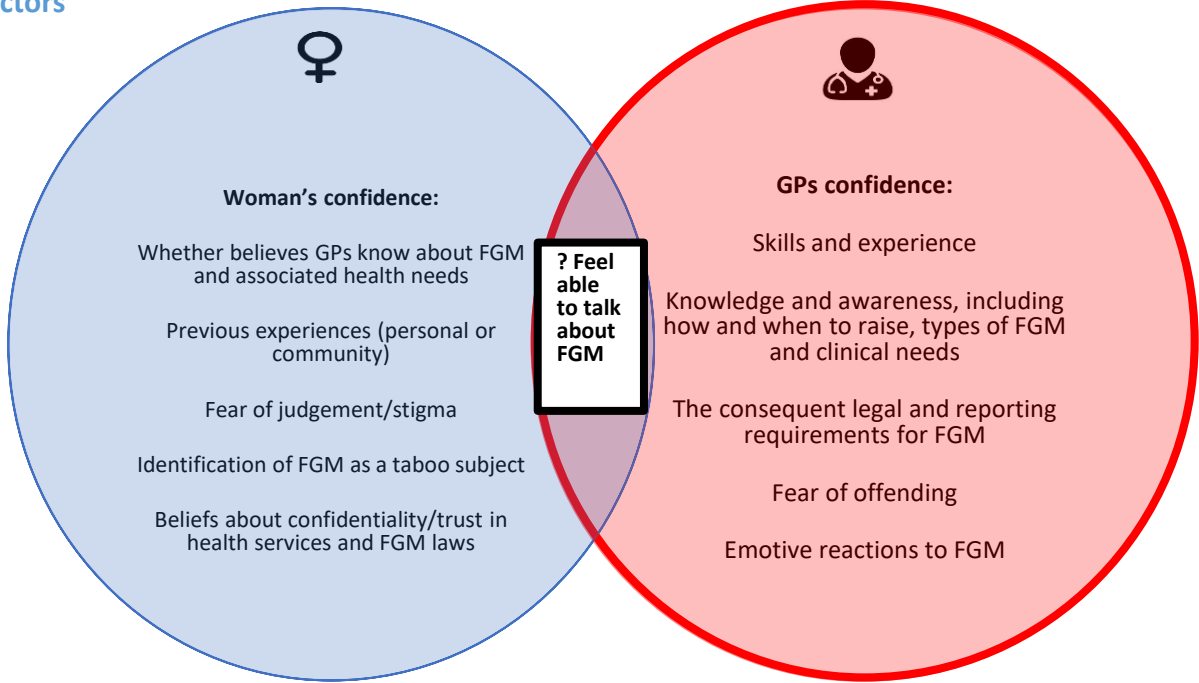 ctors
Woman's confidence:
Whether believes GPs know about FGM
and associated health needs
Previous experiences (personal or
community)
Fear of judgement/stigma
Identification of FGM as a taboo subject
Beliefs about confidentiality/trust in
health services and FGM laws
? Feel
able
to talk
about
FGM
GPs confidence:
Skills and experience
Knowledge and awareness, including
how and when to raise, types of FGM
and clinical needs
The consequent legal and reporting
requirements for FGM
Fear of offending
Emotive reactions to FGM